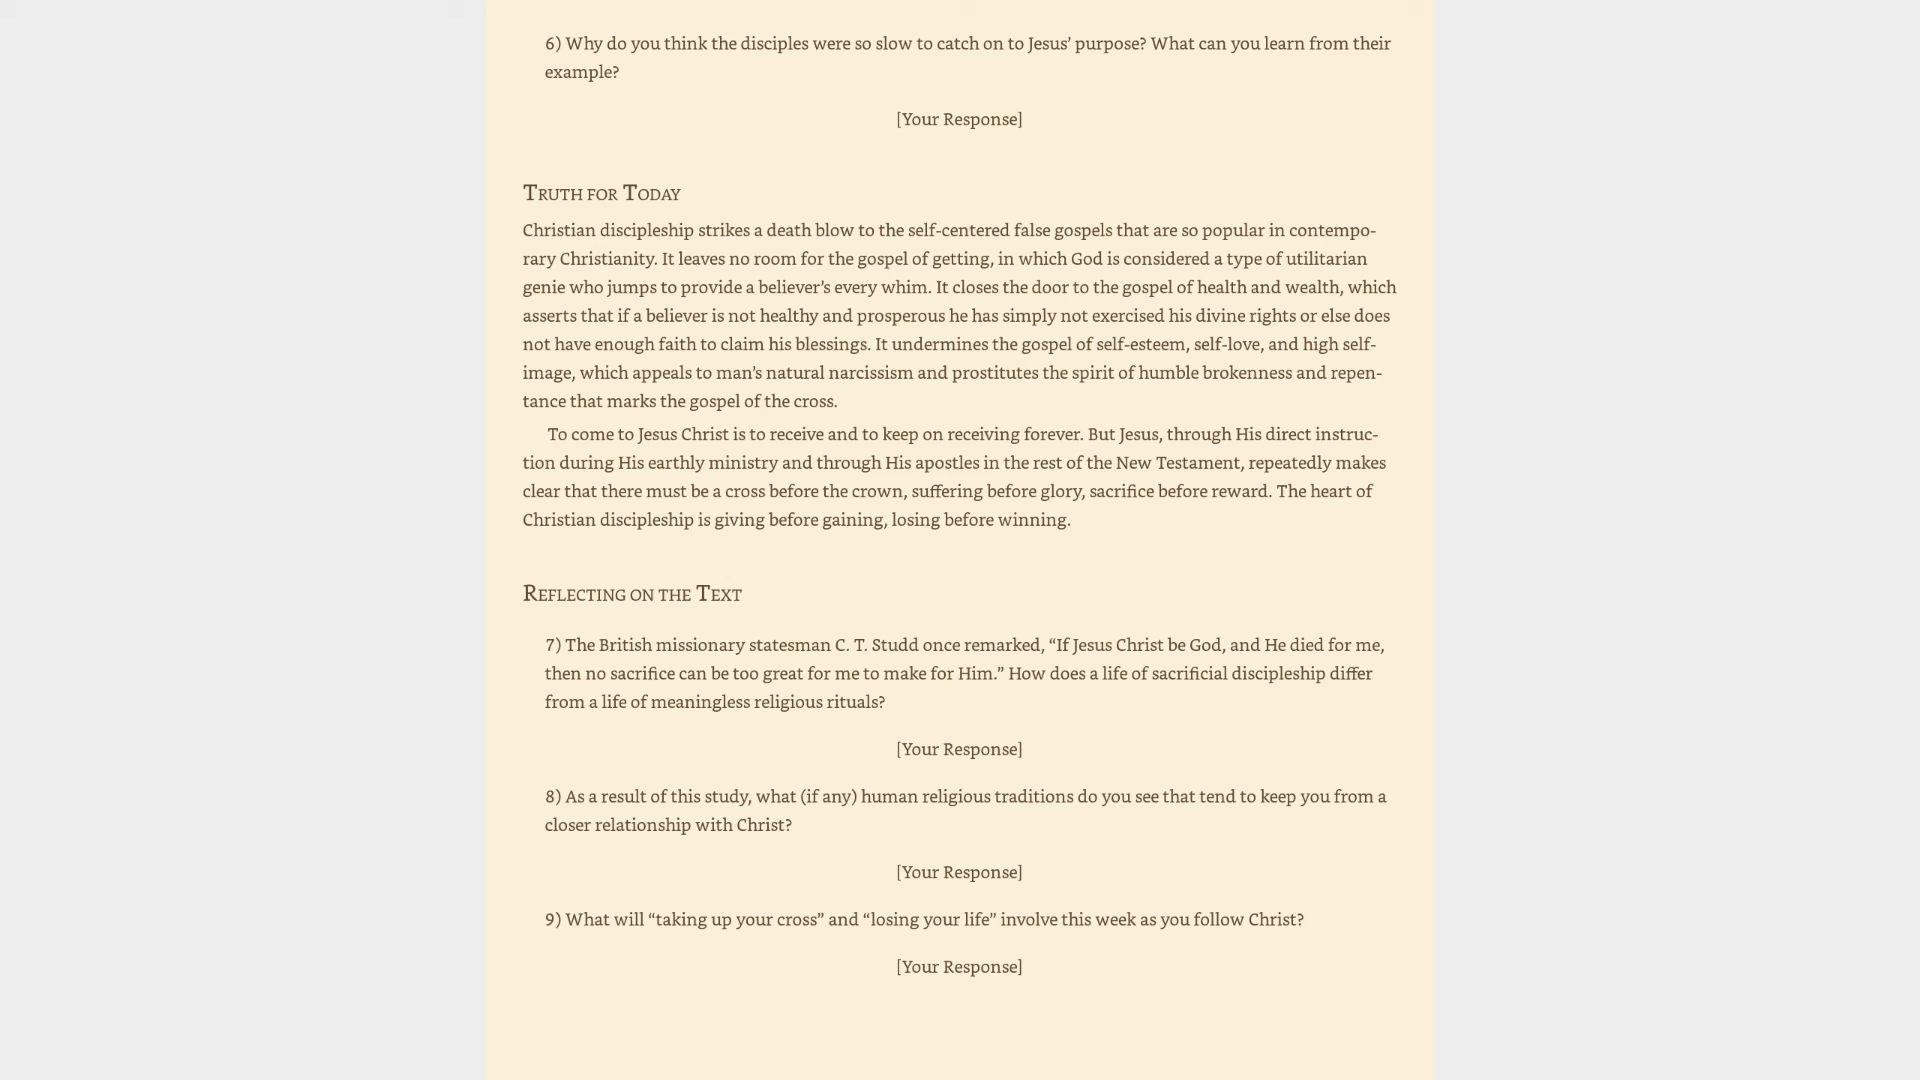 6) Why do you think the disciples were so slow to catch on to Jesus’ purpose? What can you learn from their
example?
[Your Response]
Truth for Today
Christian discipleship strikes a death blow to the self-centered false gospels that are so popular in contempo-
rary Christianity. It leaves no room for the gospel of getting, in which God is considered a type of utilitarian
genie who jumps to provide a believer’s every whim. It closes the door to the gospel of health and wealth, which
asserts that if a believer is not healthy and prosperous he has simply not exercised his divine rights or else does
not have enough faith to claim his blessings. It undermines the gospel of self-esteem, self-love, and high self-
image, which appeals to man’s natural narcissism and prostitutes the spirit of humble brokenness and repen-
tance that marks the gospel of the cross.
To come to Jesus Christ is to receive and to keep on receiving forever. But Jesus, through His direct instruc-
tion during His earthly ministry and through His apostles in the rest of the New Testament, repeatedly makes
clear that there must be a cross before the crown, suffering before glory, sacrifice before reward. The heart of
Christian discipleship is giving before gaining, losing before winning.
Reflecting on the Text
7) The British missionary statesman C. T. Studd once remarked, “If Jesus Christ be God, and He died for me,
then no sacrifice can be too great for me to make for Him.” How does a life of sacrificial discipleship differ
from a life of meaningless religious rituals?
[Your Response]
8) As a result of this study, what (if any) human religious traditions do you see that tend to keep you from a
closer relationship with Christ?
[Your Response]
9) What will “taking up your cross” and “losing your life” involve this week as you follow Christ?
[Your Response]